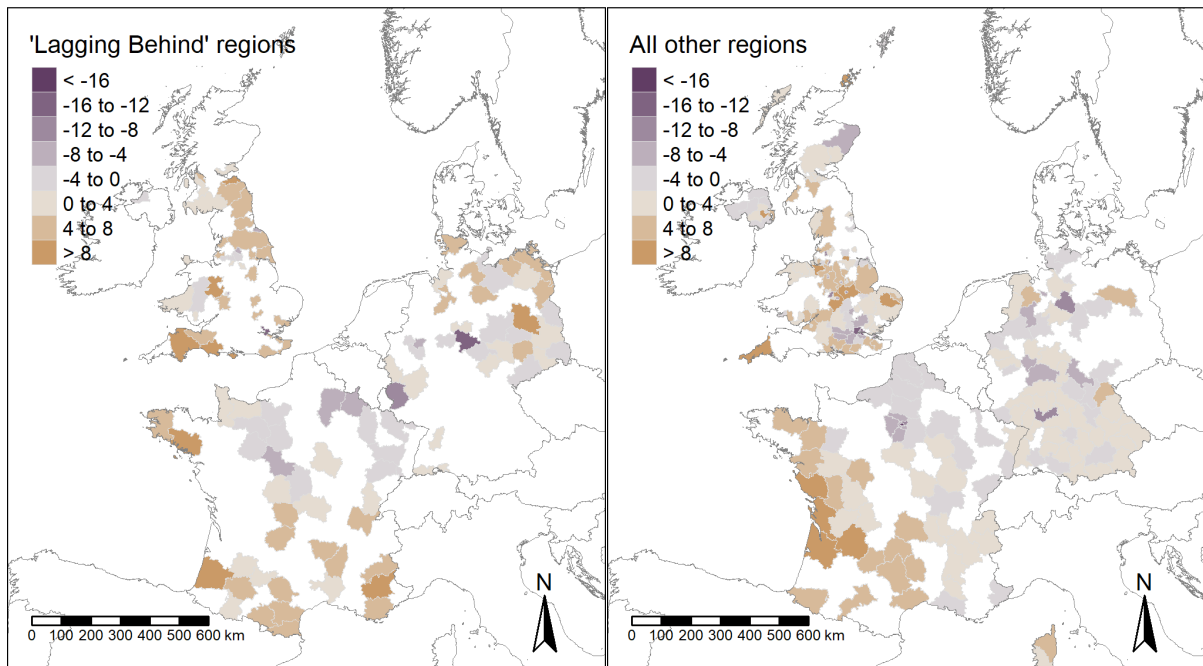 'Lagging Behind' regions
< -16
-16 to -12
-12 to -8
-8 to -4
-4 to 0
0 to 4
4 to 8
> 8
N
0 100 200 300 400 500 600 km
All other regions
< -16
-16 to -12
-12 to -8
-8 to -4
-4 to 0
0 to 4
4 to 8
> 8
N
0 100 200 300 400 500 600 km